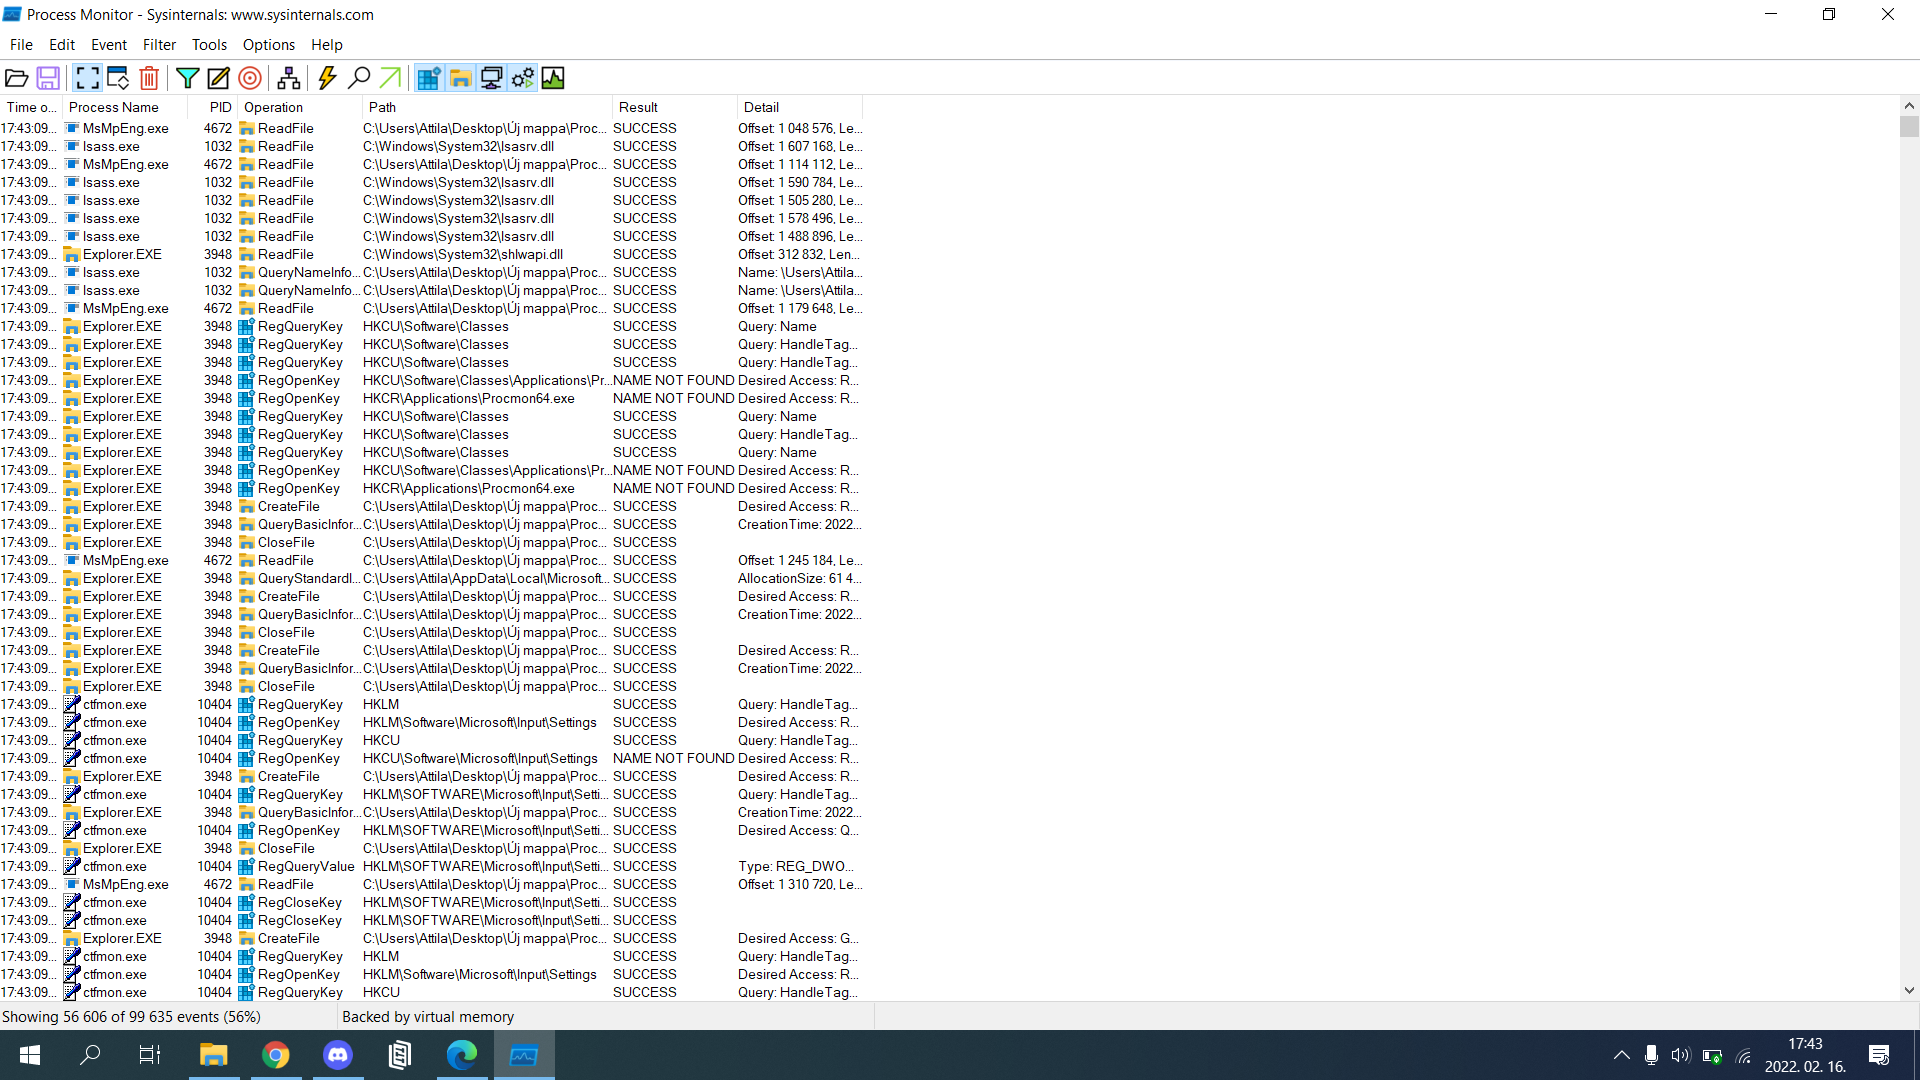 Process Monitor - Sysinternals: www.sysinternals.com
File Edit Event Filter Tools Options Help
Time o... Process Name PID Operation Path Result Detail
17:43:09... MsMpEng.exe 4672 ReadFile C:\Users\Attila\Desktop\Új mappa\Proc... SUCCESS Offset: 1 048 576, Le...
17:43:09... lsass.exe 1032 ReadFile C:\Windows\System32\lsasrv.dll SUCCESS Offset: 1 607 168, Le...
17:43:09... MsMpEng.exe 4672 ReadFile C:\Users\Attila\Desktop\Új mappa\Proc... SUCCESS Offset: 1 114 112, Le...
17:43:09... lsass.exe 1032 ReadFile C:\Windows\System32\lsasrv.dll SUCCESS Offset: 1 590 784, Le...
17:43:09... lsass.exe 1032 ReadFile C:\Windows\System32\lsasrv.dll SUCCESS Offset: 1 505 280, Le...
17:43:09... lsass.exe 1032 ReadFile C:\Windows\System32\lsasrv.dll SUCCESS Offset: 1 578 496, Le...
17:43:09... lsass.exe 1032 ReadFile C:\Windows\System32\lsasrv.dll SUCCESS Offset: 1 488 896, Le...
17:43:09... Explorer.EXE 3948 ReadFile C:\Windows\System32\shlwapi.dll SUCCESS Offset: 312 832, Len...
17:43:09... lsass.exe 1032 QueryNameInfo... C:\Users\Attila\Desktop\Új mappa\Proc... SUCCESS Name: \Users\Attila...
17:43:09... lsass.exe 1032 QueryNameInfo... C:\Users\Attila\Desktop\Új mappa\Proc... SUCCESS Name: \Users\Attila...
17:43:09... MsMpEng.exe 4672 ReadFile C:\Users\Attila\Desktop\Új mappa\Proc... SUCCESS Offset: 1 179 648, Le...
17:43:09... Explorer.EXE 3948 RegQueryKey HKCU\Software\Classes SUCCESS Query: Name
17:43:09... Explorer.EXE 3948 RegQueryKey HKCU\Software\Classes SUCCESS Query: HandleTag...
17:43:09... Explorer.EXE 3948 RegQueryKey HKCU\Software\Classes SUCCESS Query: HandleTag...
17:43:09... Explorer.EXE 3948 RegOpenKey HKCU\Software\Classes\Applications\Pr... NAME NOT FOUND Desired Access: R...
17:43:09... Explorer.EXE 3948 RegOpenKey HKCR\Applications\Procmon64.exe NAME NOT FOUND Desired Access: R...
17:43:09... Explorer.EXE 3948 RegQueryKey HKCU\Software\Classes SUCCESS Query: Name
17:43:09... Explorer.EXE 3948 RegQueryKey HKCU\Software\Classes SUCCESS Query: HandleTag...
17:43:09... Explorer.EXE 3948 RegQueryKey HKCU\Software\Classes SUCCESS Query: Name
17:43:09... Explorer.EXE 3948 RegOpenKey HKCU\Software\Classes\Applications\Pr... NAME NOT FOUND Desired Access: R...
17:43:09... Explorer.EXE 3948 RegOpenKey HKCR\Applications\Procmon64.exe NAME NOT FOUND Desired Access: R...
17:43:09... Explorer.EXE 3948 CreateFile C:\Users\Attila\Desktop\Új mappa\Proc... SUCCESS Desired Access: R...
17:43:09... Explorer.EXE 3948 QueryBasicInfor... C:\Users\Attila\Desktop\Új mappa\Proc... SUCCESS CreationTime: 2022...
17:43:09... Explorer.EXE 3948 CloseFile C:\Users\Attila\Desktop\Új mappa\Proc... SUCCESS
17:43:09... MsMpEng.exe 4672 ReadFile C:\Users\Attila\Desktop\Új mappa\Proc... SUCCESS Offset: 1 245 184, Le...
17:43:09... Explorer.EXE 3948 QueryStandardI... C:\Users\Attila\AppData\Local\Microsoft... SUCCESS AllocationSize: 61 4...
17:43:09... Explorer.EXE 3948 CreateFile C:\Users\Attila\Desktop\Új mappa\Proc... SUCCESS Desired Access: R...
17:43:09... Explorer.EXE 3948 QueryBasicInfor... C:\Users\Attila\Desktop\Új mappa\Proc... SUCCESS CreationTime: 2022...
17:43:09... Explorer.EXE 3948 CloseFile C:\Users\Attila\Desktop\Új mappa\Proc... SUCCESS
17:43:09... Explorer.EXE 3948 CreateFile C:\Users\Attila\Desktop\Új mappa\Proc... SUCCESS Desired Access: R...
17:43:09... Explorer.EXE 3948 QueryBasicInfor... C:\Users\Attila\Desktop\Új mappa\Proc... SUCCESS CreationTime: 2022...
17:43:09... Explorer.EXE 3948 CloseFile C:\Users\Attila\Desktop\Új mappa\Proc... SUCCESS
17:43:09... ctfmon.exe 10404 RegQueryKey HKLM SUCCESS Query: HandleTag...
17:43:09... ctfmon.exe 10404 RegOpenKey HKLM\Software\Microsoft\Input\Settings SUCCESS Desired Access: R...
17:43:09... ctfmon.exe 10404 RegQueryKey HKCU SUCCESS Query: HandleTag...
17:43:09... ctfmon.exe 10404 RegOpenKey HKCU\Software\Microsoft\Input\Settings NAME NOT FOUND Desired Access: R...
17:43:09... Explorer.EXE 3948 CreateFile C:\Users\Attila\Desktop\Új mappa\Proc... SUCCESS Desired Access: R...
17:43:09... ctfmon.exe 10404 RegQueryKey HKLM\SOFTWARE\Microsoft\Input\Setti... SUCCESS Query: HandleTag...
17:43:09... Explorer.EXE 3948 QueryBasicInfor... C:\Users\Attila\Desktop\Új mappa\Proc... SUCCESS CreationTime: 2022...
17:43:09... ctfmon.exe 10404 RegOpenKey HKLM\SOFTWARE\Microsoft\Input\Setti... SUCCESS Desired Access: Q...
17:43:09... Explorer.EXE 3948 CloseFile C:\Users\Attila\Desktop\Új mappa\Proc... SUCCESS
17:43:09... ctfmon.exe 10404 RegQueryValue HKLM\SOFTWARE\Microsoft\Input\Setti... SUCCESS Type: REG_DWO...
17:43:09... MsMpEng.exe 4672 ReadFile C:\Users\Attila\Desktop\Új mappa\Proc... SUCCESS Offset: 1 310 720, Le...
17:43:09... ctfmon.exe 10404 RegCloseKey HKLM\SOFTWARE\Microsoft\Input\Setti... SUCCESS
17:43:09... ctfmon.exe 10404 RegCloseKey HKLM\SOFTWARE\Microsoft\Input\Setti... SUCCESS
17:43:09... Explorer.EXE 3948 CreateFile C:\Users\Attila\Desktop\Új mappa\Proc... SUCCESS Desired Access: G...
17:43:09... ctfmon.exe 10404 RegQueryKey HKLM SUCCESS Query: HandleTag...
17:43:09... ctfmon.exe 10404 RegOpenKey HKLM\Software\Microsoft\Input\Settings SUCCESS Desired Access: R...
17:43:09... ctfmon.exe 10404 RegQueryKey HKCU SUCCESS Query: HandleTag...
Showing 56 606 of 99 635 events (56%) Backed by virtual memory
17:43
2022. 02. 16.